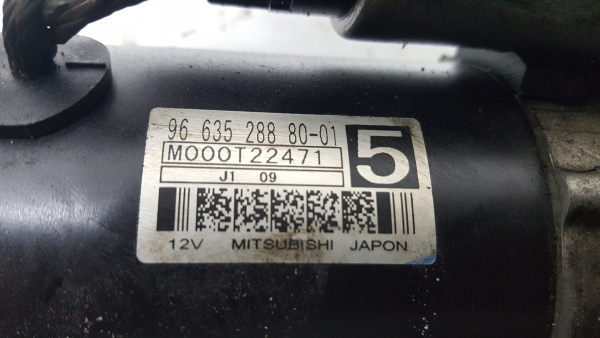 96 635 288 80-01
M000T22471
5
J1 09
12V MITSUBISHI JAPON